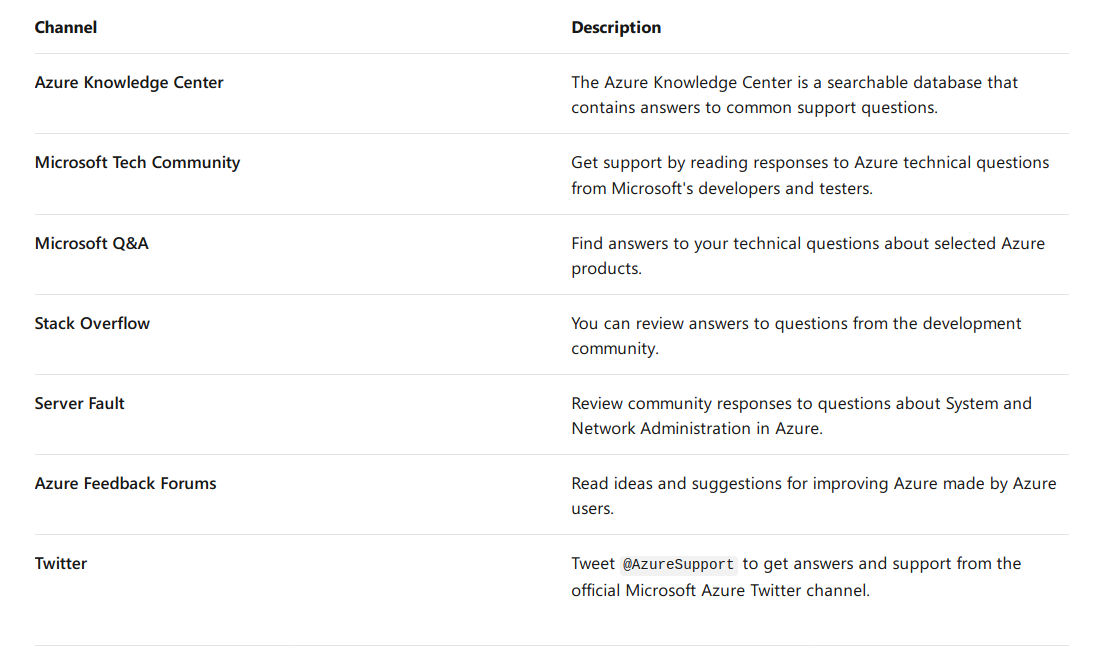 Channel Description
Azure Knowledge Center The Azure Knowledge Center is a searchable database that
contains answers to common support questions.
Microsoft Tech Community Get support by reading responses to Azure technical questions
from Microsoft's developers and testers.
Microsoft Q&A Find answers to your technical questions about selected Azure
products.
Stack Overflow You can review answers to questions from the development
community.
Server Fault Review community responses to questions about System and
Network Administration in Azure.
Azure Feedback Forums Read ideas and suggestions for improving Azure made by Azure
users.
Twitter Tweet @AzureSupport to get answers and support from the
official Microsoft Azure Twitter channel.